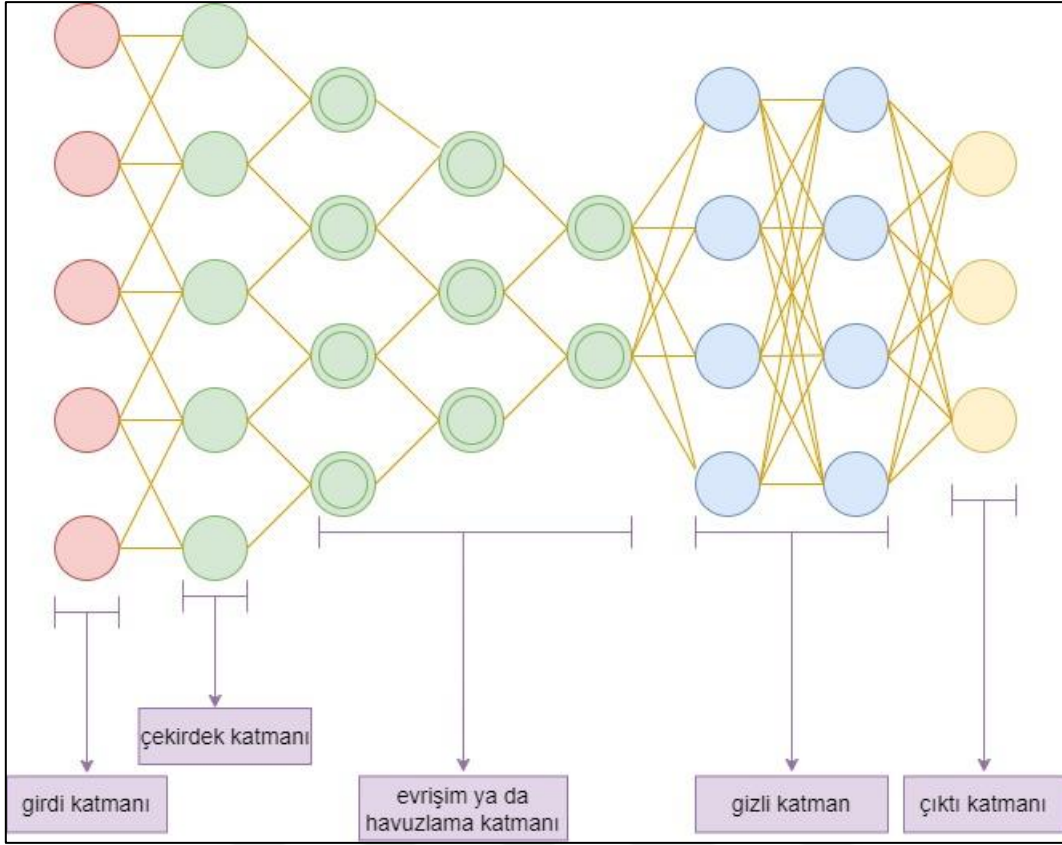 çekirdek katmanı
girdi katmanı
evrişim ya da
havuzlama katmanı
gizli katman
çıktı katmanı